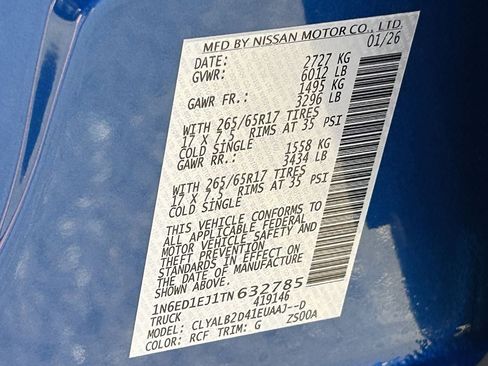 MFD BY NISSAN MOTOR CO., LTD.
DATE: 01/26
GVWR: 2727 KG
6012 LB
GAWR FR.: 1495 KG
3296 LB
WITH 265/65R17 TIRES
17 X 7.5 RIMS AT 35 PSI
COLD SINGLE
GAWR RR.: 1558 KG
3434 LB
WITH 265/65R17 TIRES
17 X 7.5 RIMS AT 35 PSI
COLD SINGLE
THIS VEHICLE CONFORMS TO
ALL APPLICABLE FEDERAL
MOTOR VEHICLE SAFETY AND
THEFT PREVENTION
STANDARDS IN EFFECT ON
THE DATE OF MANUFACTURE
SHOWN ABOVE.
1N6ED1EJ1TN632785
TRUCK 419146
MODEL: CLYALB2D41EUAAJ--D
COLOR: RCF TRIM: G ZS00A